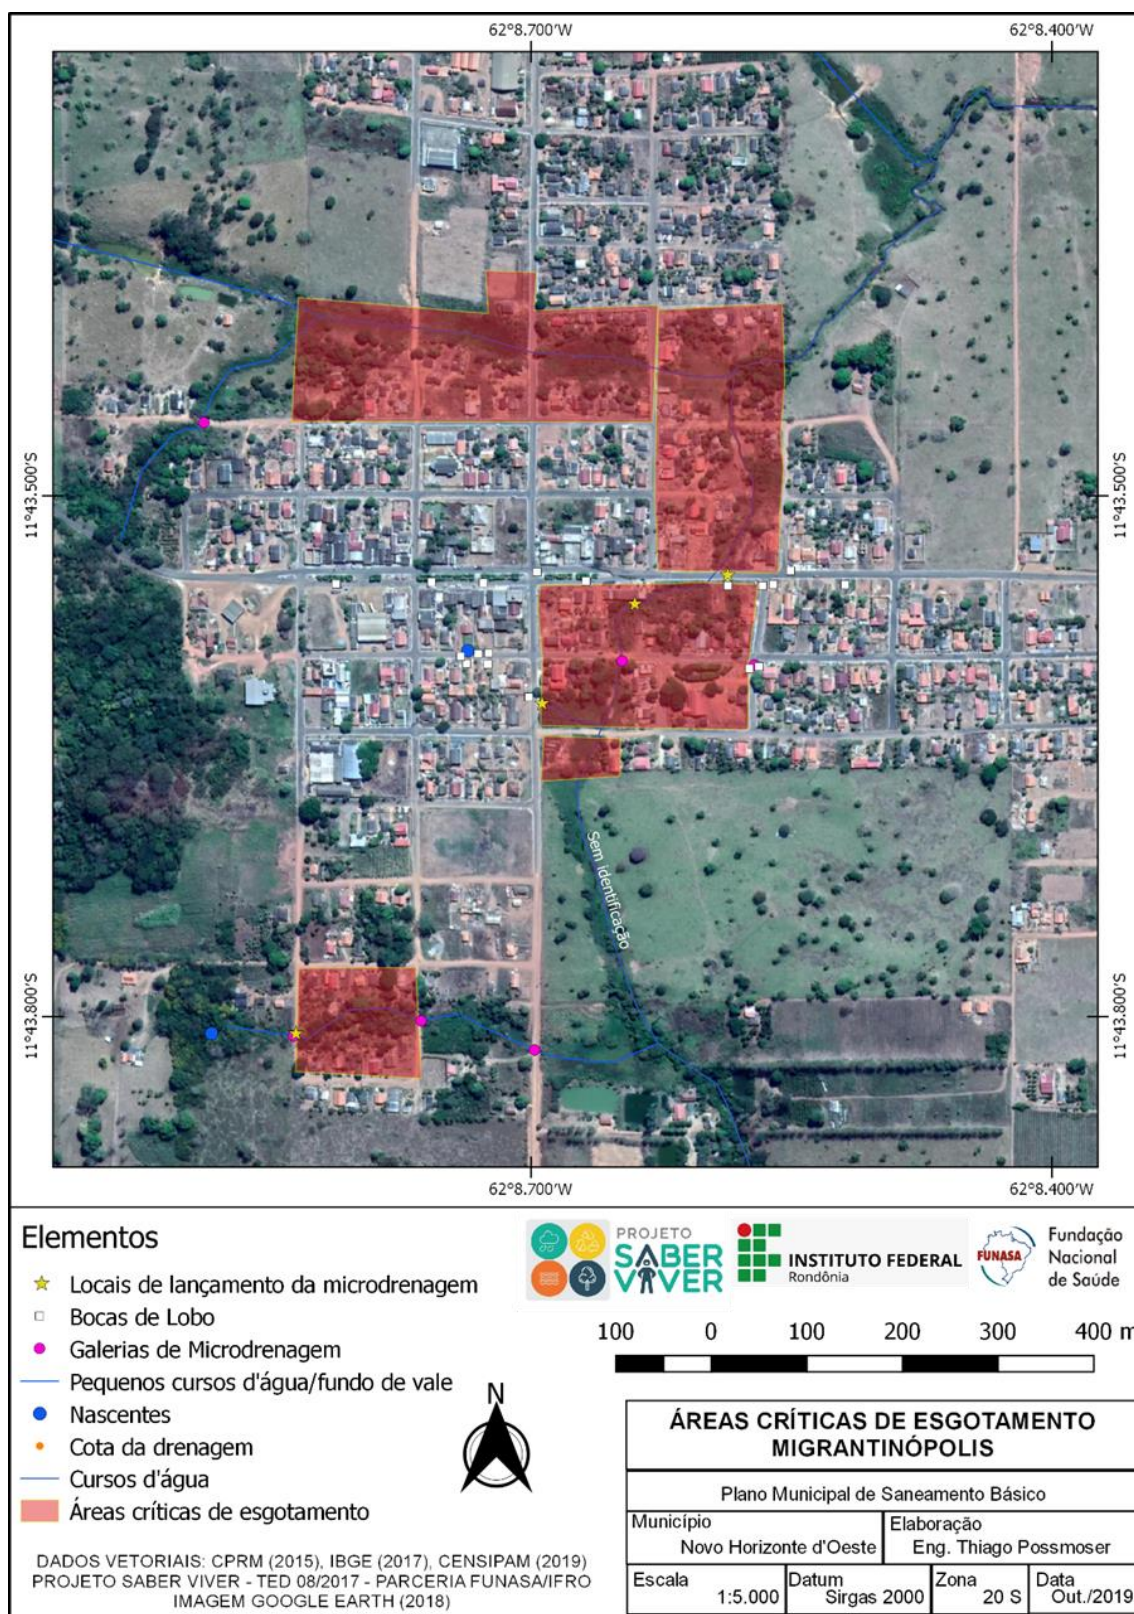 62°8.700'W 62°8.400'W
11°43.500'S 11°43.500'S
Sem identificação
11°43.800'S 11°43.800'S
62°8.700'W 62°8.400'W
Elementos
Locais de lançamento da microdrenagem
Bocas de Lobo
Galerias de Microdrenagem
Pequenos cursos d'água/fundo de vale
Nascentes
Cota da drenagem
Cursos d'água
Áreas críticas de esgotamento
N
DADOS VETORIAIS: CPRM (2015), IBGE (2017), CENSIPAM (2019)
PROJETO SABER VIVER - TED 08/2017 - PARCERIA FUNASA/IFRO
IMAGEM GOOGLE EARTH (2018)
PROJETO
SABER
VIVER
INSTITUTO FEDERAL
Rondônia
FUNASA
Fundação
Nacional
de Saúde
100 0 100 200 300 400 m
ÁREAS CRÍTICAS DE ESGOTAMENTO
MIGRANTINÓPOLIS
Plano Municipal de Saneamento Básico
Município
Novo Horizonte d'Oeste
Elaboração
Eng. Thiago Possmoser
Escala
1:5.000
Datum
Sirgas 2000
Zona
20 S
Data
Out./2019